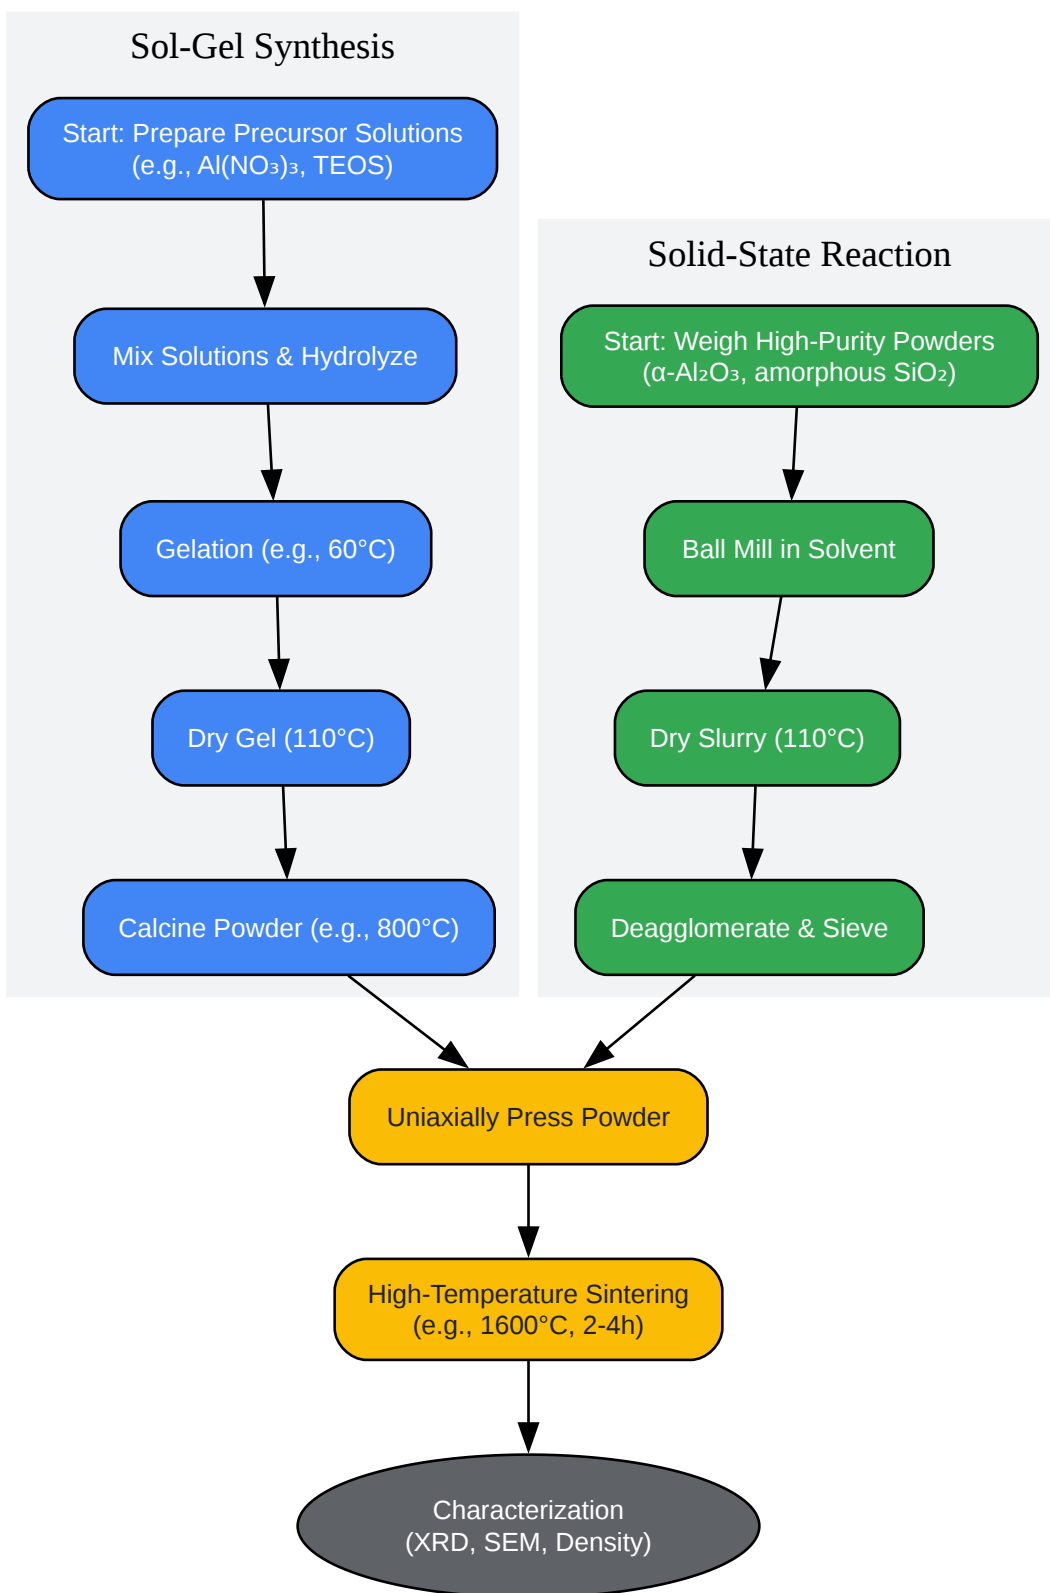 Sol-Gel Synthesis
Start: Prepare Precursor Solutions
(e.g., Al(NO₃)₃, TEOS)
Mix Solutions & Hydrolyze
Gelation (e.g., 60°C)
Dry Gel (110°C)
Calcine Powder (e.g., 800°C)
Solid-State Reaction
Start: Weigh High-Purity Powders
(α-Al₂O₃, amorphous SiO₂)
Ball Mill in Solvent
Dry Slurry (110°C)
Deagglomerate & Sieve
Uniaxially Press Powder
High-Temperature Sintering
(e.g., 1600°C, 2-4h)
Characterization
(XRD, SEM, Density)